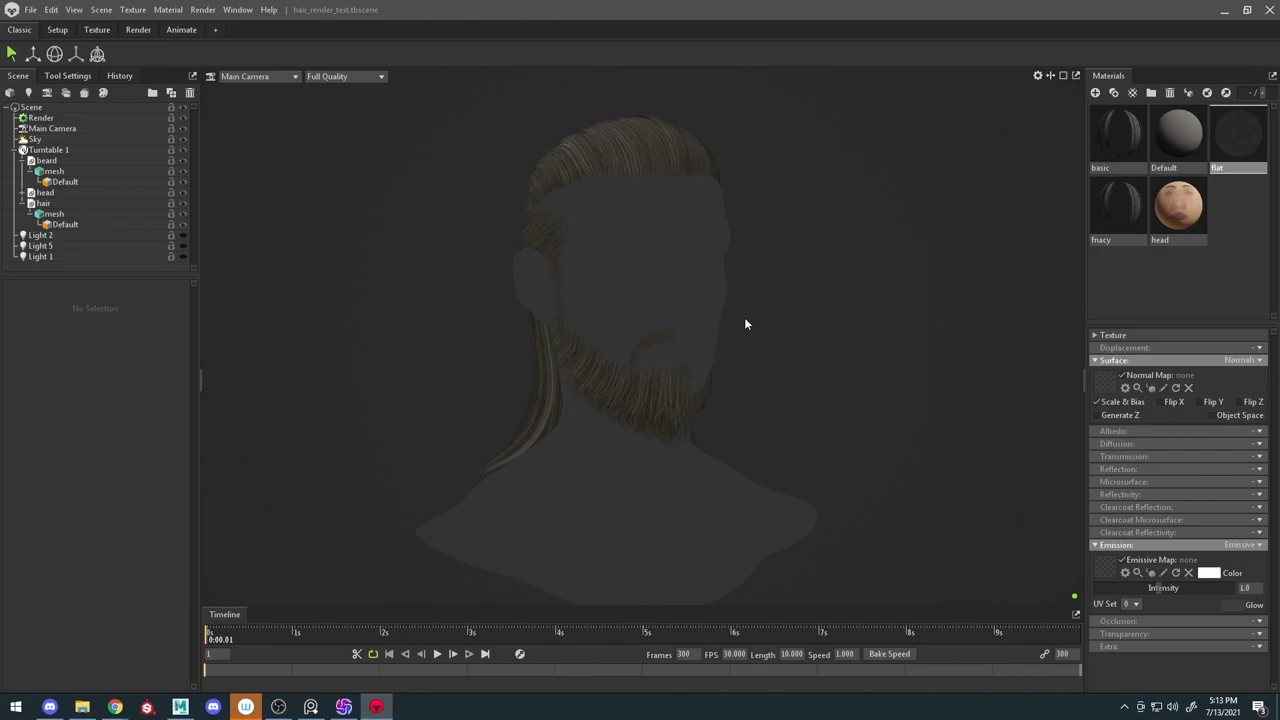 File Edit View Scene Texture Material Render Window Help hair_render_test.tbscene
Classic Setup Texture Render Animate +
Scene Tool Settings History
Main Camera Full Quality
Materials
- /
Scene
Render
Main Camera
Sky
Turntable 1
beard
mesh
Default
head
hair
mesh
Default
Light 2
Light 5
Light 1
No Selection
basic Default flat
fnacy head
Texture
Displacement:
Surface: Normals
Normal Map: none
Scale & Bias Flip X Flip Y Flip Z
Generate Z Object Space
Albedo:
Diffusion:
Transmission:
Reflection:
Microsurface:
Reflectivity:
Clearcoat Reflection:
Clearcoat Microsurface:
Clearcoat Reflectivity:
Emission: Emissive
Emissive Map: none
Color
Intensity 1.0
UV Set 0 Glow
Occlusion:
Transparency:
Extra:
Timeline
0s 1s 2s 3s 4s 5s 6s 7s 8s 9s
0:00.01
1 Frames 300 FPS 30.000 Length 10.000 Speed 1.000 Bake Speed 300
5:13 PM
7/13/2021
3